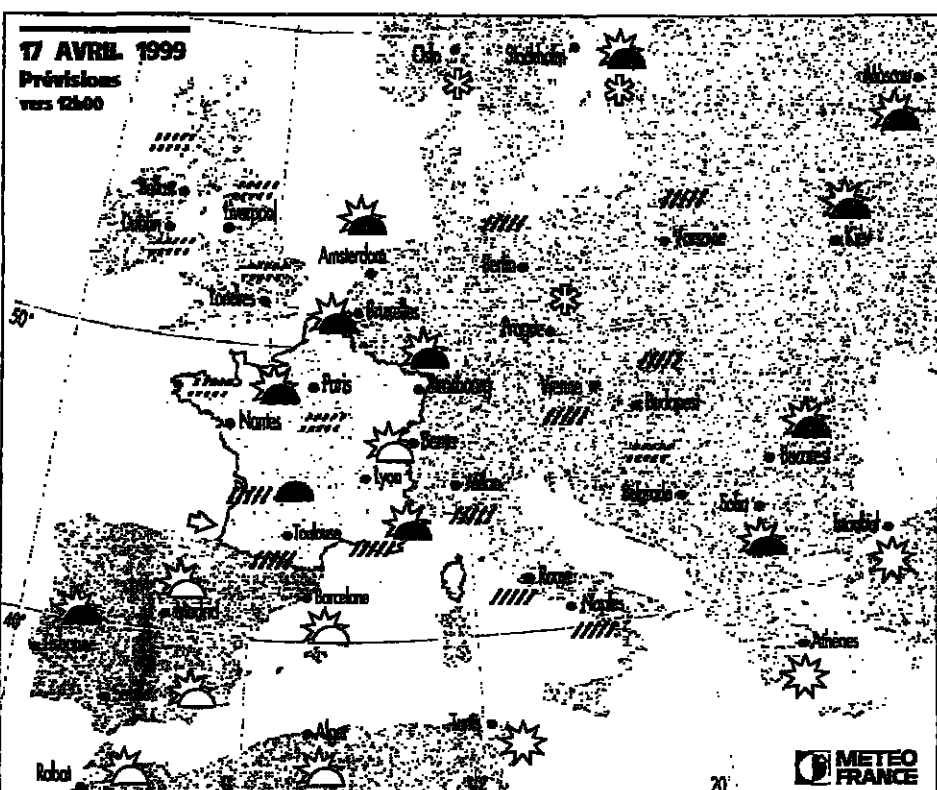 17 AVRIL 1999
Prévisions
vers 12h00
Oslo
Stockholm
Moscou
Belfast
Dublin
Liverpool
Amsterdam
Berlin
Varsovie
Kiev
Londres
Bruxelles
Prague
50°
Paris
Strasbourg
Vienne
Budapest
Nantes
Bucarest
Lyon
Milan
Belgrade
Sofia
Istanbul
Toulouse
Rome
Barcelone
Madrid
Naples
40°
Lisbonne
Athènes
Alger
Tunis
Rabat
20°
METEO
FRANCE